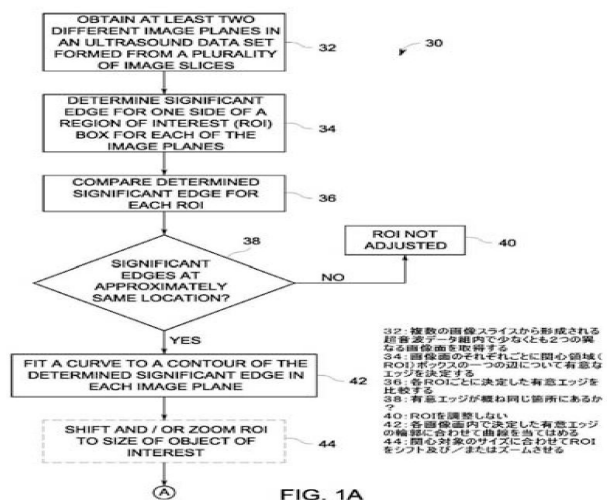 OBTAIN AT LEAST TWO
DIFFERENT IMAGE PLANES IN
AN ULTRASOUND DATA SET
FORMED FROM A PLURALITY
OF IMAGE SLICES
32
30
DETERMINE SIGNIFICANT
EDGE FOR ONE SIDE OF A
REGION OF INTEREST (ROI)
BOX FOR EACH OF THE
IMAGE PLANES
34
COMPARE DETERMINED
SIGNIFICANT EDGE FOR
EACH ROI
36
38
SIGNIFICANT
EDGES AT
APPROXIMATELY
SAME LOCATION?
NO
ROI NOT
ADJUSTED
40
YES
FIT A CURVE TO A CONTOUR OF THE
DETERMINED SIGNIFICANT EDGE IN
EACH IMAGE PLANE
42
SHIFT AND / OR ZOOM ROI
TO SIZE OF OBJECT OF
INTEREST
44
A
FIG. 1A
32:複数の画像スライスから形成される
超音波データ組内で少なくとも2つの異
なる画像面を取得する
34:画像面のそれぞれごとに関心領域(
ROI)ボックスの一つの辺について有意な
エッジを決定する
36:各ROIごとに決定した有意エッジを
比較する
38:有意エッジが概ね同じ箇所にあるか
?
40:ROIを調整しない
42:各画像面内で決定した有意エッジ
の輪郭に合わせて曲線を当てはめる
44:関心対象のサイズに合わせてROI
をシフト及び/またはズームさせる